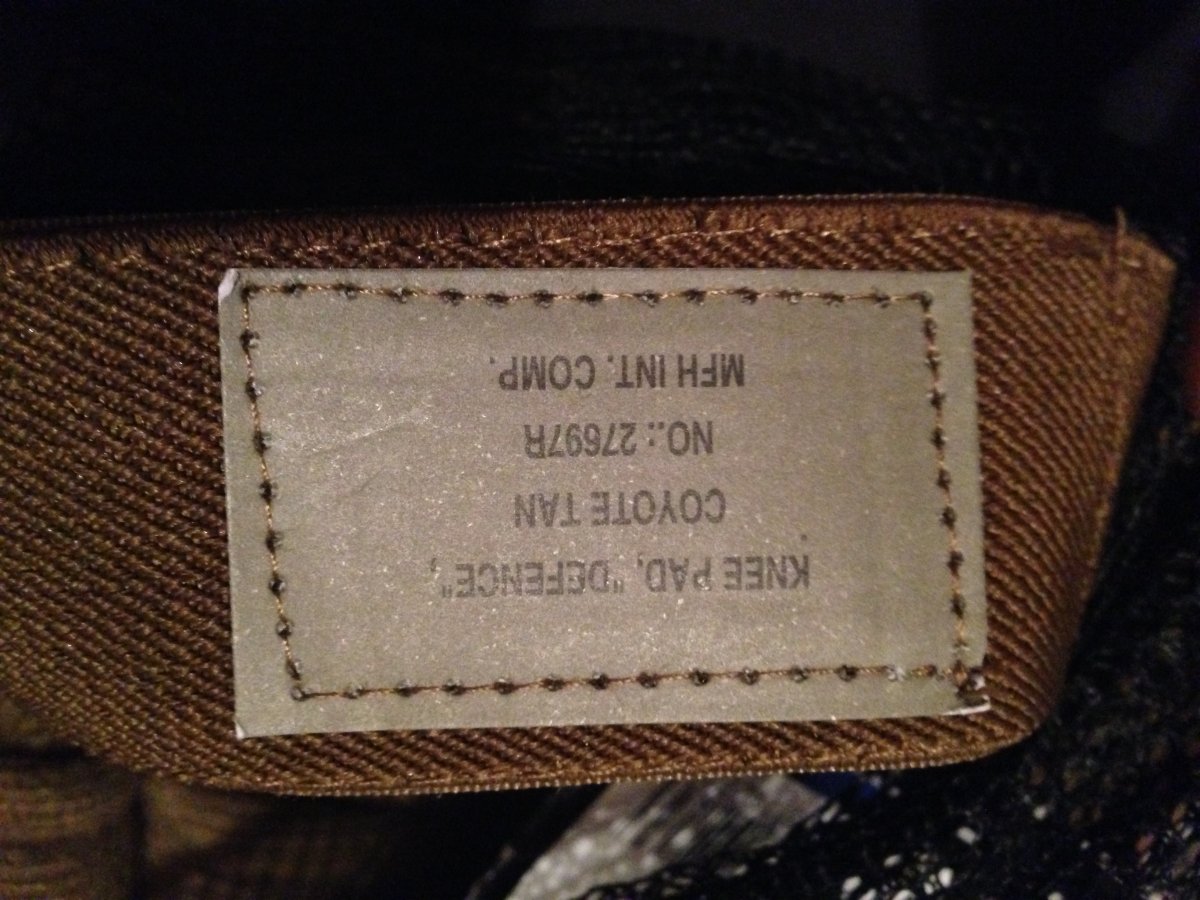 KNEE PAD, "DEFENCE",
COYOTE TAN
NO.: 27697R
MFH INT. COMP.